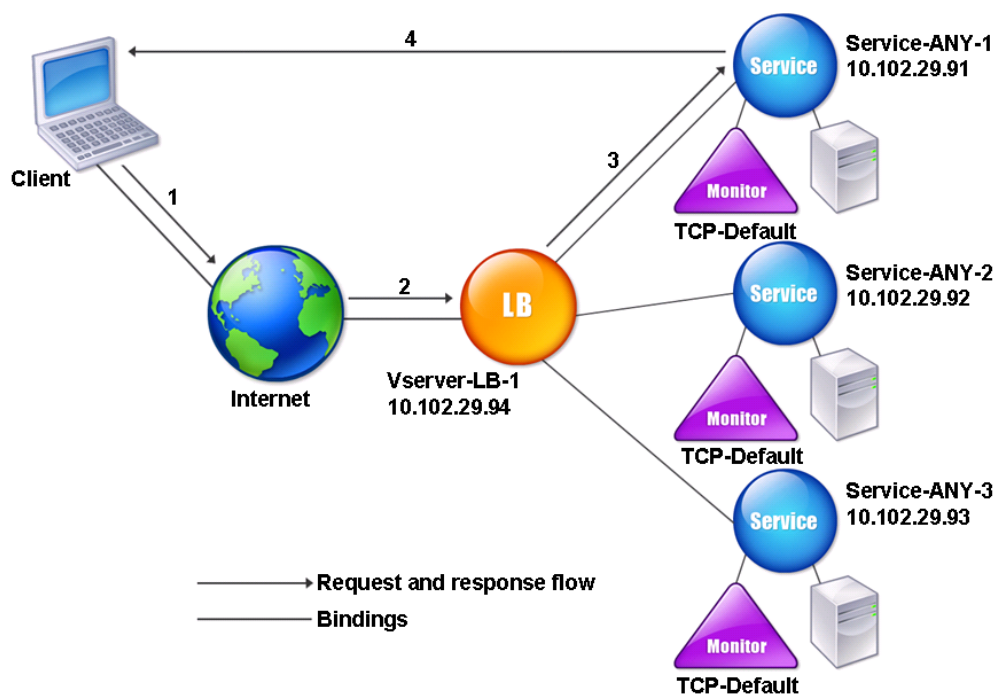 4
Service
Service-ANY-1
10.102.29.91
Client
1
3
Monitor
TCP-Default
2
LB
Service
Service-ANY-2
10.102.29.92
Internet
Vserver-LB-1
10.102.29.94
Monitor
TCP-Default
Service
Service-ANY-3
10.102.29.93
Request and response flow
Bindings
Monitor
TCP-Default